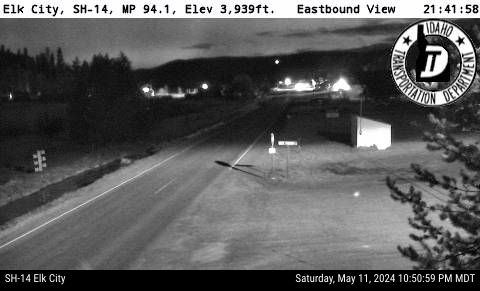 Elk City, SH-14, MP 94.1, Elev 3,939ft. Eastbound View 21:41:58
IDAHO
TRANSPORTATION DEPARTMENT
SH-14 Elk City Saturday, May 11, 2024 10:50:59 PM MDT